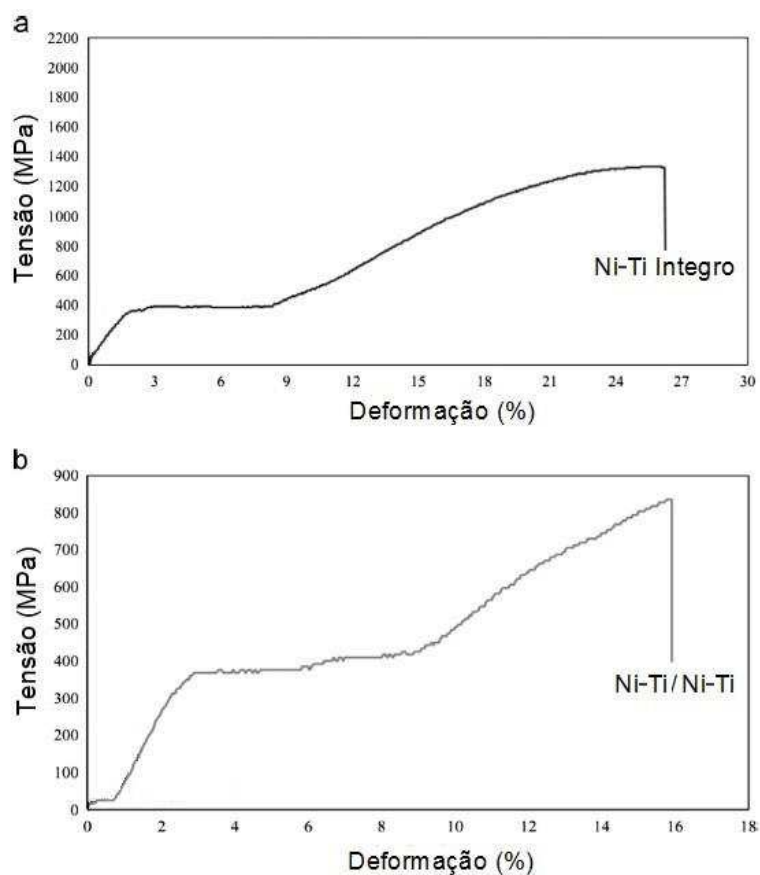 a
2200
2000
1800
1600
1400
1200
1000
800
600
400
200
0
Tensão (MPa)
Ni-Ti Integro
0 3 6 9 12 15 18 21 24 27 30
Deformação (%)
b
900
800
700
600
500
400
300
200
100
0
Tensão (MPa)
Ni-Ti/Ni-Ti
0 2 4 6 8 10 12 14 16 18
Deformação (%)